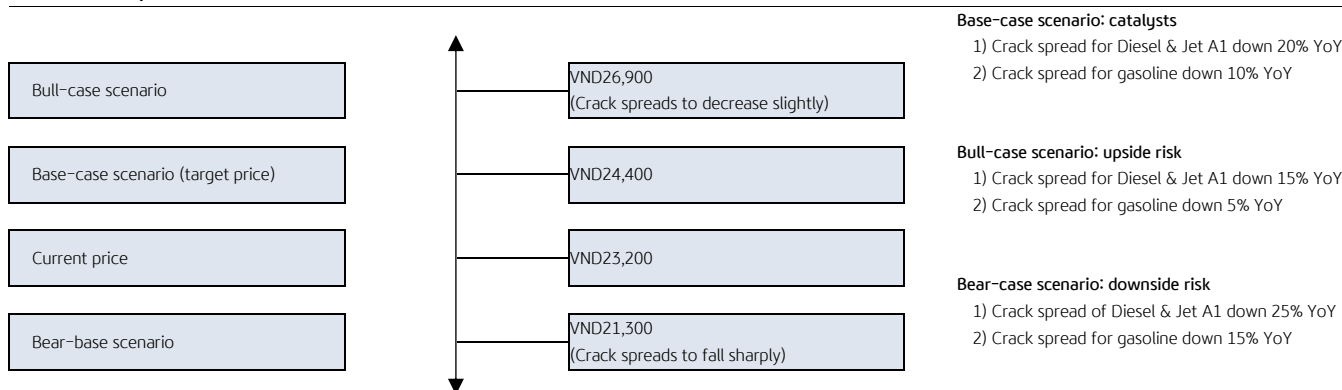 Bull-case scenario
VND26,900
(Crack spreads to decrease slightly)
Base-case scenario (target price)
VND24,400
Current price
VND23,200
Bear-base scenario
VND21,300
(Crack spreads to fall sharply)
Base-case scenario: catalysts
1) Crack spread for Diesel & Jet A1 down 20% YoY
2) Crack spread for gasoline down 10% YoY
Bull-case scenario: upside risk
1) Crack spread for Diesel & Jet A1 down 15% YoY
2) Crack spread for gasoline down 5% YoY
Bear-case scenario: downside risk
1) Crack spread of Diesel & Jet A1 down 25% YoY
2) Crack spread for gasoline down 15% YoY